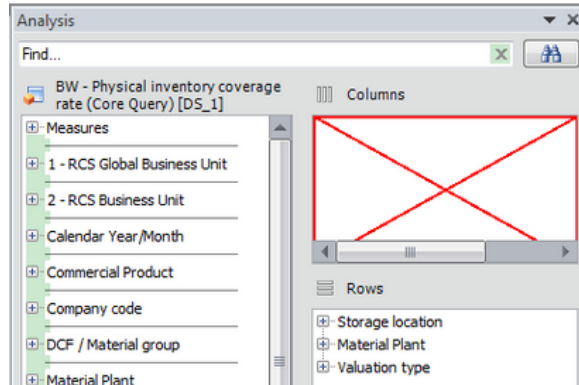 Analysis
Find...
BW - Physical inventory coverage
rate (Core Query) [DS_1]
Measures
1 - RCS Global Business Unit
2 - RCS Business Unit
Calendar Year/Month
Commercial Product
Company code
DCF / Material group
Material Plant
Columns
Rows
Storage location
Material Plant
Valuation type